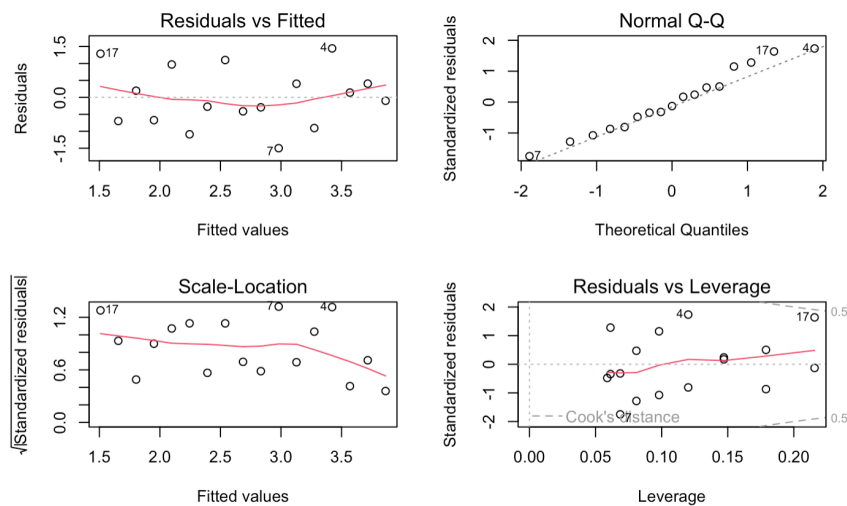 Residuals vs Fitted
Residuals
1.5
0.0
-1.5
17
4
7
1.5 2.0 2.5 3.0 3.5
Fitted values
Normal Q-Q
Standardized residuals
2
1
0
-1
17
4
7
-2 -1 0 1 2
Theoretical Quantiles
Scale-Location
√|Standardized residuals|
1.2
0.6
0.0
17
7
4
1.5 2.0 2.5 3.0 3.5
Fitted values
Residuals vs Leverage
Standardized residuals
2
1
0
-1
-2
4
17
7
Cook's distance
0.5
0.5
0.00 0.05 0.10 0.15 0.20
Leverage